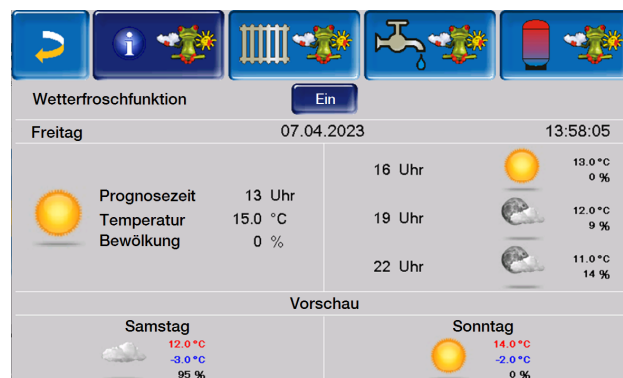 i
Wetterfroschfunktion Ein
Freitag 07.04.2023 13:58:05
Prognosezeit 13 Uhr
Temperatur 15.0 °C
Bewölkung 0 %
16 Uhr 13.0°C
0 %
19 Uhr 12.0°C
9 %
22 Uhr 11.0°C
14 %
Vorschau
Samstag
12.0°C
-3.0°C
95 %
Sonntag
14.0°C
-2.0°C
0 %